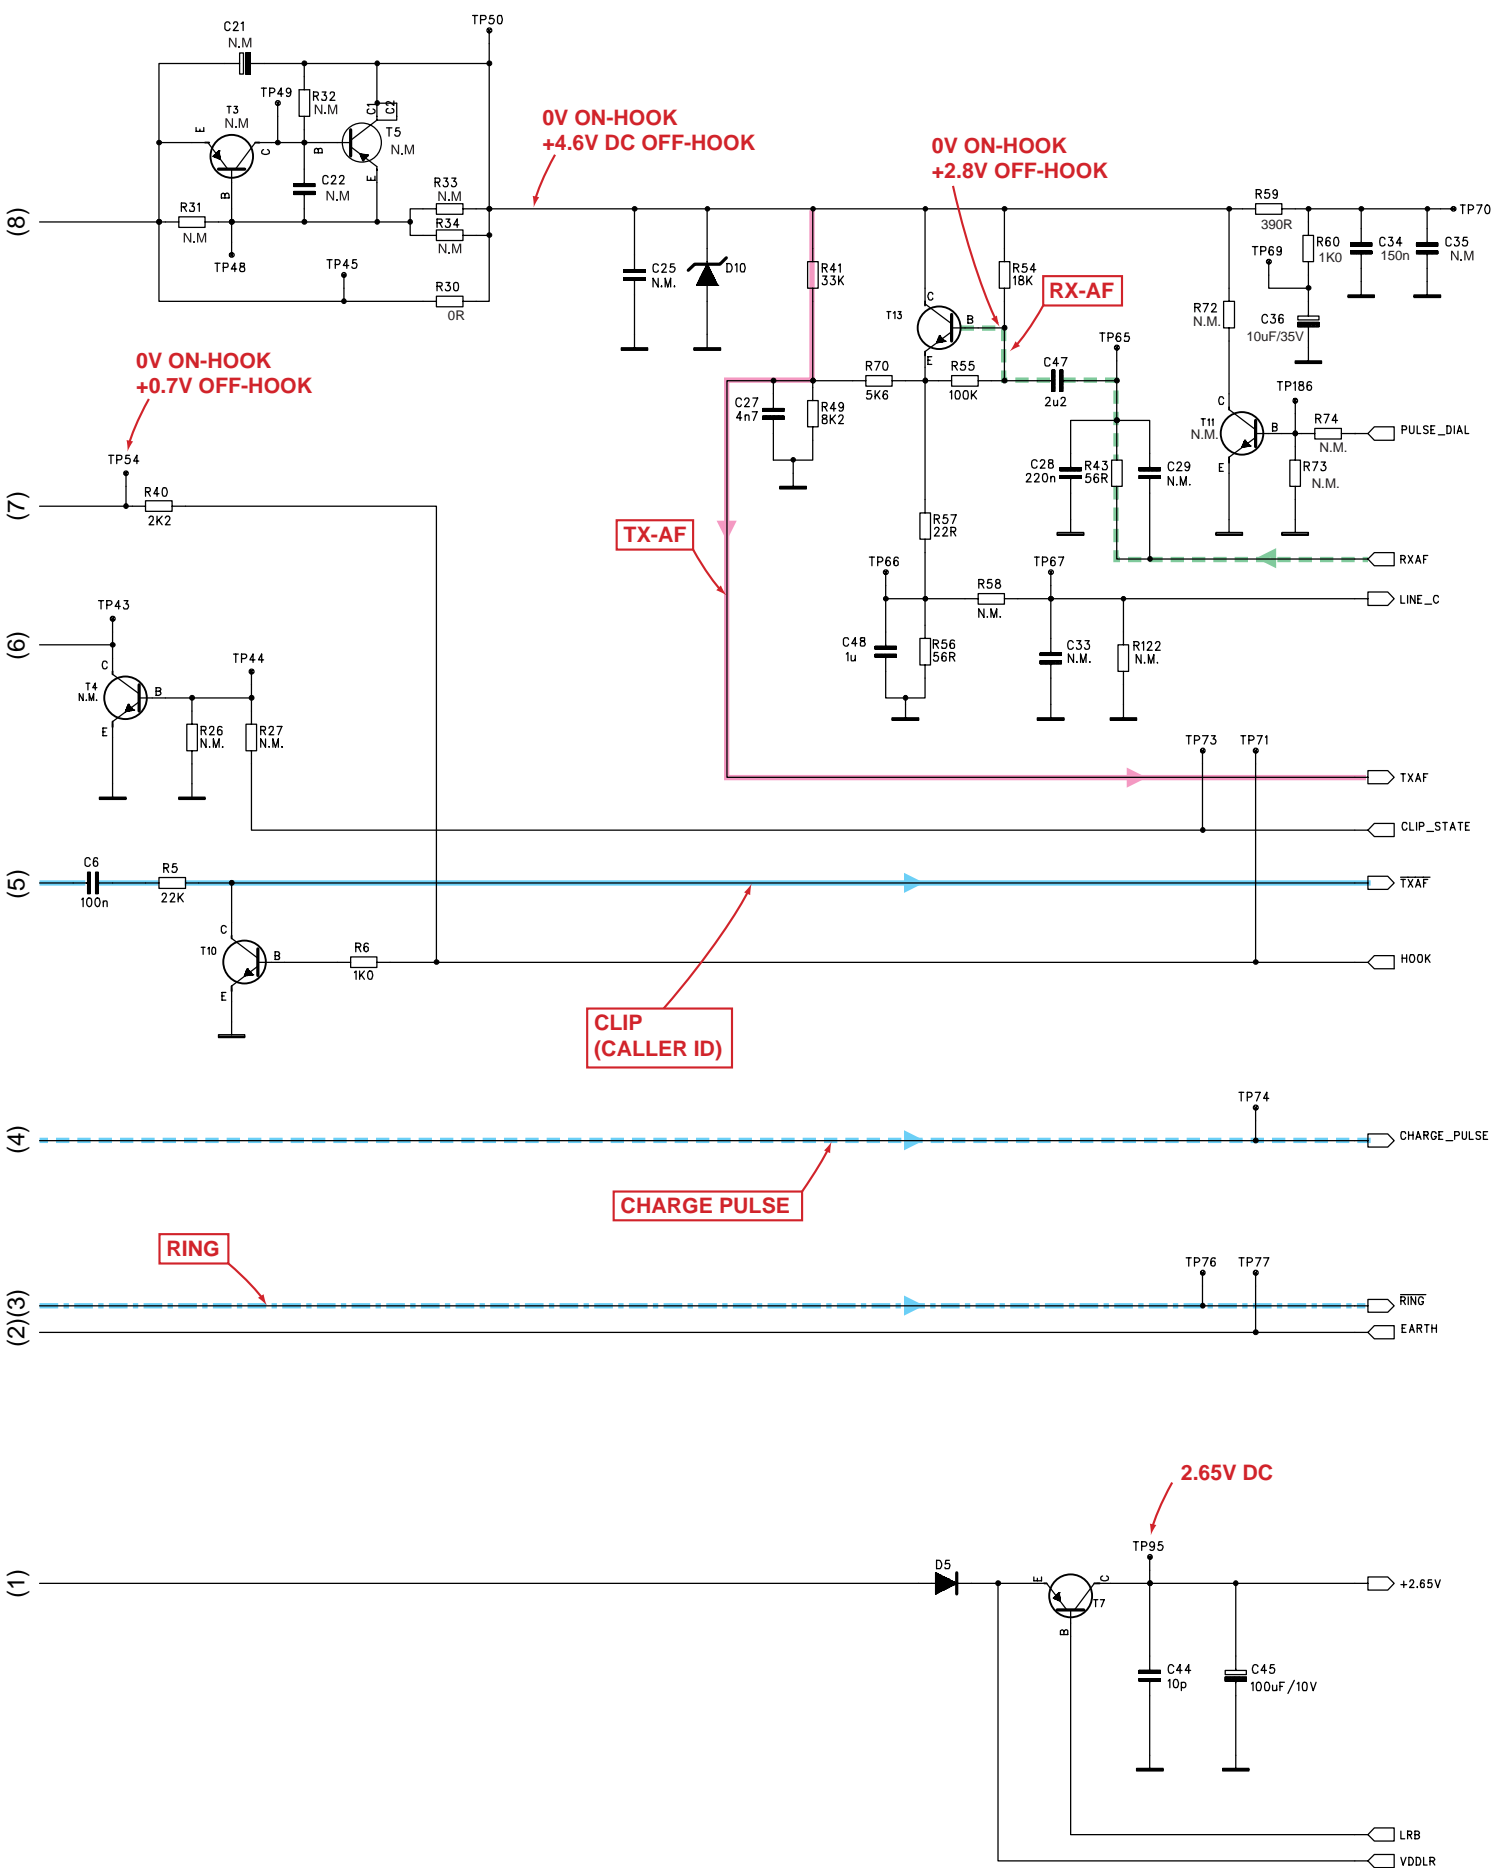 TP50
C21
N.M
TP49
R32
N.M
C1
C2
T3
N.M
E
C
B
T5
N.M
B
E
C22
N.M
R33
N.M
R34
N.M
R31
N.M
TP48
TP45
R30
0R
(8)
0V ON-HOOK
+4.6V DC OFF-HOOK
0V ON-HOOK
+2.8V OFF-HOOK
C25
N.M.
D10
R41
33K
T13
C
B
E
R54
18K
RX-AF
R59
390R
TP70
TP69
R60
1K0
C34
150n
C35
N.M
C36
10uF/35V
R72
N.M.
TP65
C47
2u2
R70
5K6
R55
100K
C27
4n7
R49
8K2
TP186
T11
N.M.
C
B
E
R74
N.M.
R73
N.M.
PULSE_DIAL
0V ON-HOOK
+0.7V OFF-HOOK
TP54
R40
2K2
(7)
C28
220n
R43
56R
C29
N.M.
TX-AF
R57
22R
RXAF
TP66
TP67
R58
N.M.
LINE_C
C48
1u
R56
56R
C33
N.M.
R122
N.M.
TP43
(6)
TP44
T4
N.M.
C
B
E
R26
N.M.
R27
N.M.
TP73
TP71
TXAF
CLIP_STATE
(5)
C6
100n
R5
22K
TXAF
T10
C
B
E
R6
1K0
HOOK
CLIP
(CALLER ID)
(4)
TP74
CHARGE_PULSE
CHARGE PULSE
RING
TP76
TP77
(2)(3)
RING
EARTH
2.65V DC
TP95
(1)
D5
E
C
B
T7
+2.65V
C44
10p
C45
100uF/10V
LRB
VDDLR